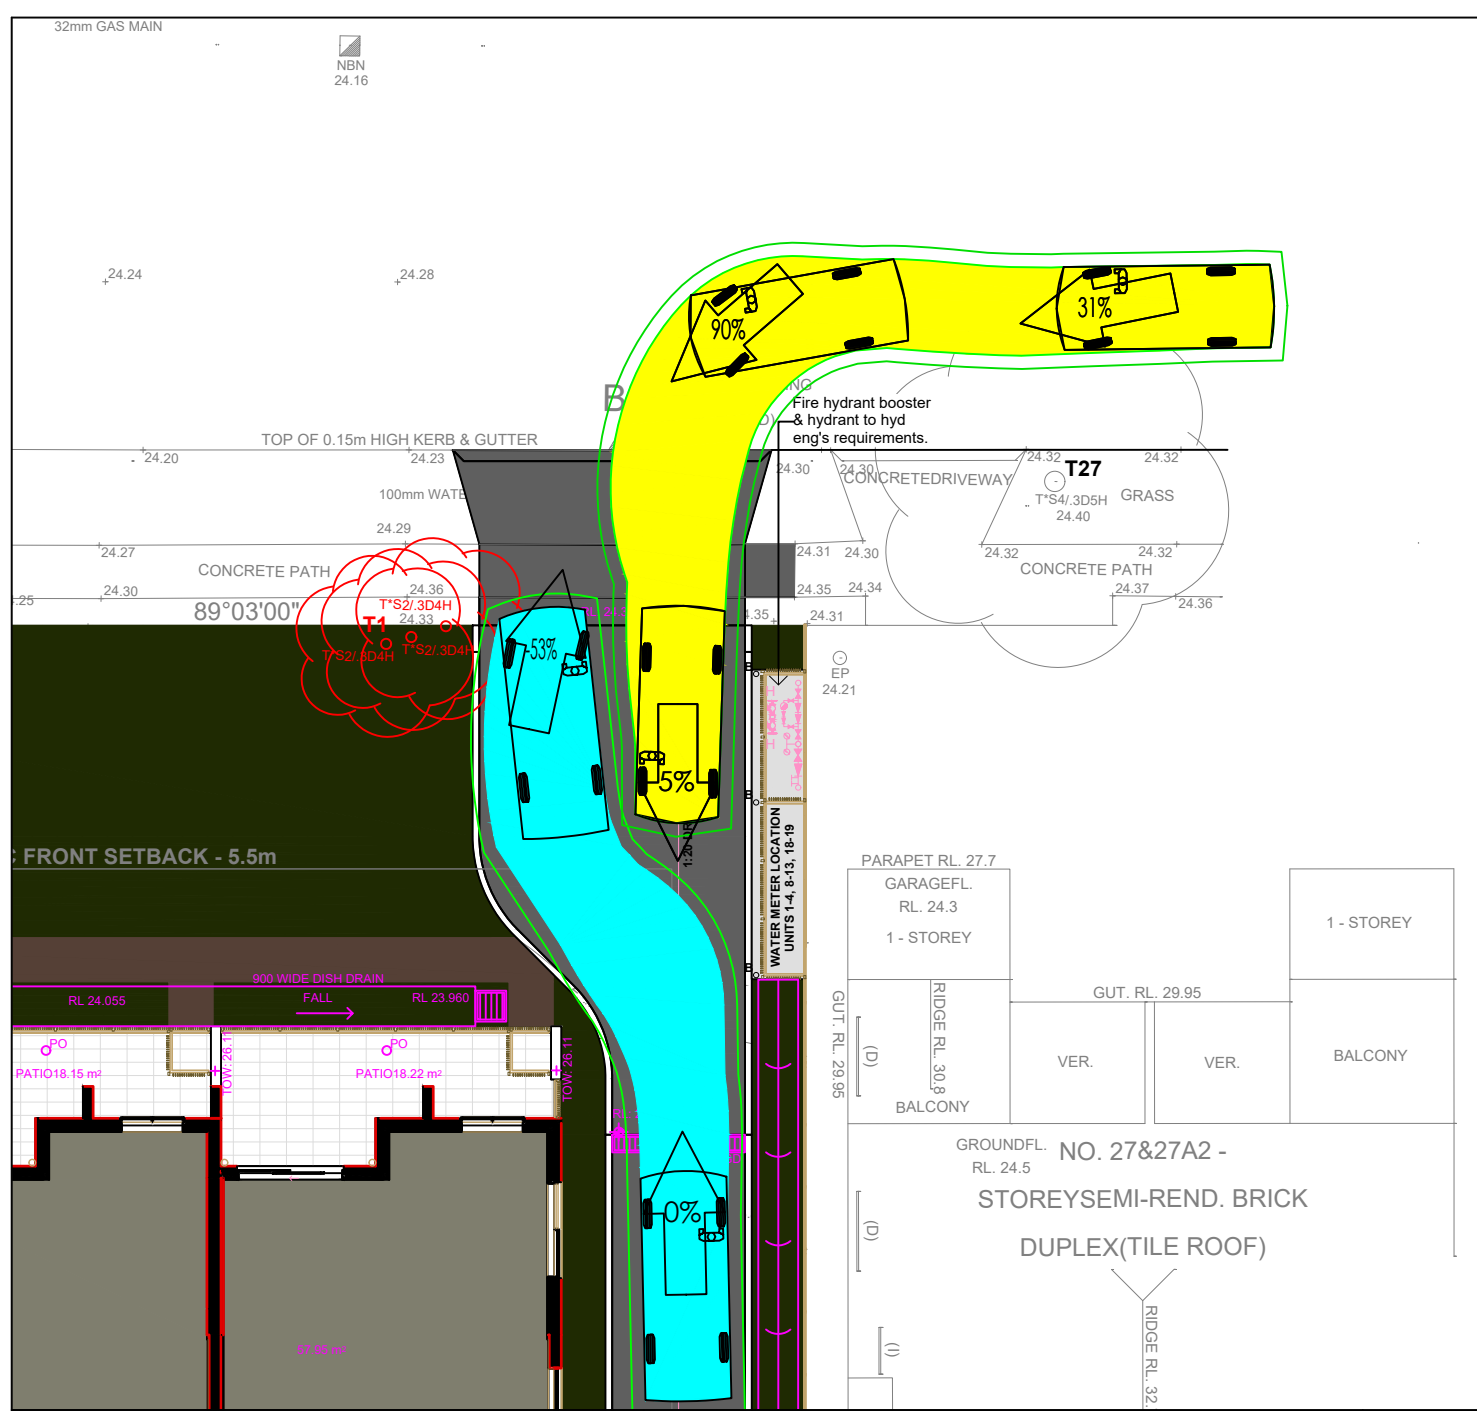 32mm GAS MAIN
NBN
24.16
24.24
24.28
90%
31%
Fire hydrant booster
& hydrant to hyd
eng's requirements.
TOP OF 0.15m HIGH KERB & GUTTER
24.20
24.23
24.30
24.30
24.32
T27
24.32
CONCRETEDRIVEWAY
100mm WATE
T*S4/.3D5H
24.40
GRASS
24.29
24.27
24.31
24.30
24.32
24.32
CONCRETE PATH
CONCRETE PATH
24.30
24.36
24.35
24.34
24.37
24.36
89°03'00"
T*S2/.3D4H
24.33
T1
T*S2/.3D4H
T*S2/.3D4H
24.31
-53%
EP
24.21
5%
1:20
WATER METER LOCATION
UNITS 1-4, 8-13, 18-19
FRONT SETBACK - 5.5m
PARAPET RL. 27.7
GARAGEFL.
RL. 24.3
1 - STOREY
1 - STOREY
900 WIDE DISH DRAIN
RL 24.055
FALL
RL 23.960
GUT. RL. 29.95
RIDGE RL. 30.8
GUT. RL. 29.95
PO
PO
PATIO18.15 m²
TOW: 26.11
PATIO18.22 m²
TOW: 26.11
(D)
VER.
VER.
BALCONY
BALCONY
GROUNDFL.
RL. 24.5
NO. 27&27A2 -
STOREYSEMI-REND. BRICK
DUPLEX(TILE ROOF)
0%
(D)
(I)
RIDGE RL. 32.
57.95 m²
B
B
B